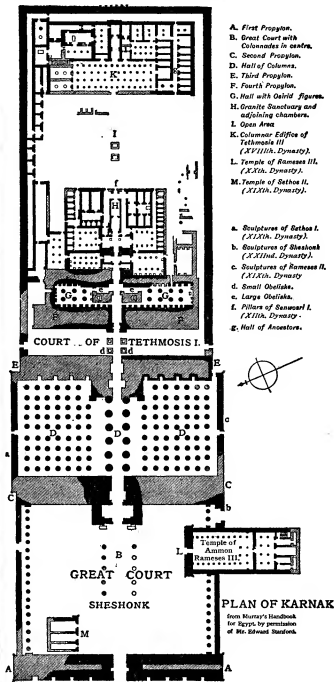 A. First Propylon.
B. Great Court with
Colonnades in centre.
C. Second Propylon.
D. Hall of Columns.
E. Third Propylon.
F. Fourth Propylon.
G. Hall with Osirid figures.
H. Granite Sanctuary and
adjoining chambers.
I. Open Area
K. Columnar Edifice of
Tethmosis III
(XVIIIth. Dynasty).
L. Temple of Rameses III.
(XXth. Dynasty).
M. Temple of Sethos II.
(XIXth. Dynasty).
a. Sculptures of Sethos I.
(XIXth. Dynasty).
b. Sculptures of Sheshonk
(XXIInd. Dynasty).
c. Sculptures of Rameses II.
(XIXth. Dynasty
d. Small Obelisks.
e. Large Obelisks.
f. Pillars of Senwosri I.
(XIIth. Dynasty.
g. Hall of Ancestors.
K
I
f
H
G G
F F
COURT OF TETHMOSIS I.
d d
E E
D D D
a c
C C
b
B
L
Temple of
Ammon
Rameses III.
GREAT COURT
SHESHONK
M
A A
PLAN OF KARNAK
from Murray's Handbook
for Egypt, by permission
of Mr. Edward Stanford.